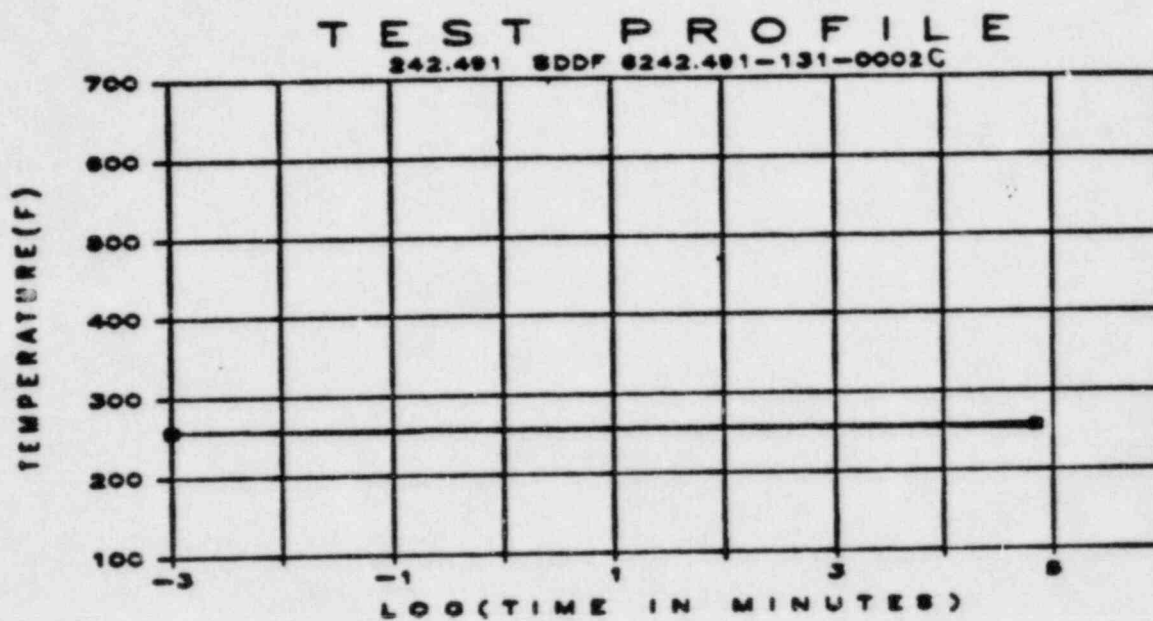 TEST PROFILE
242.491 SDDF 6242.491-131-0002C
TEMPERATURE(F)
700
600
500
400
300
200
100
-3 -1 1 3 5
LOG(TIME IN MINUTES)